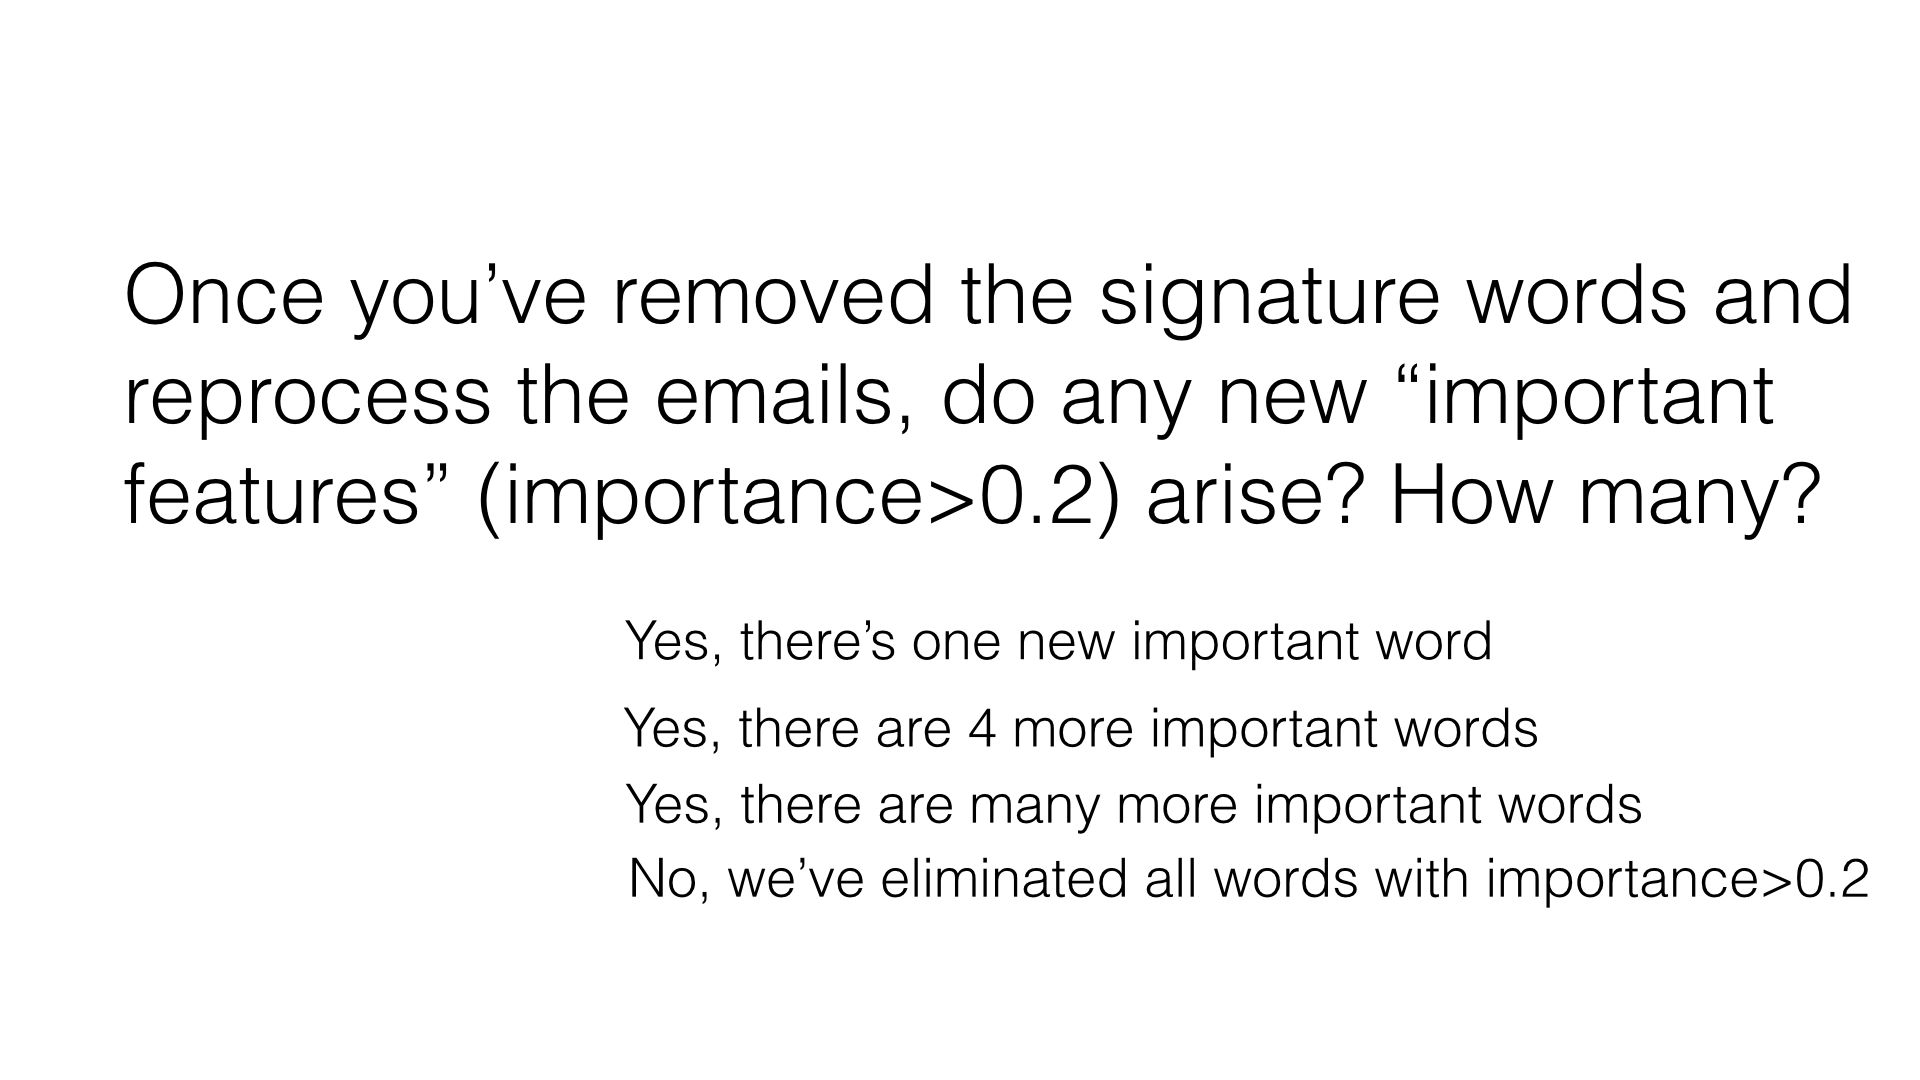 Once you’ve removed the signature words and
reprocess the emails, do any new “important
features” (importance>0.2) arise? How many?
Yes, there’s one new important word
Yes, there are 4 more important words
Yes, there are many more important words
No, we’ve eliminated all words with importance>0.2